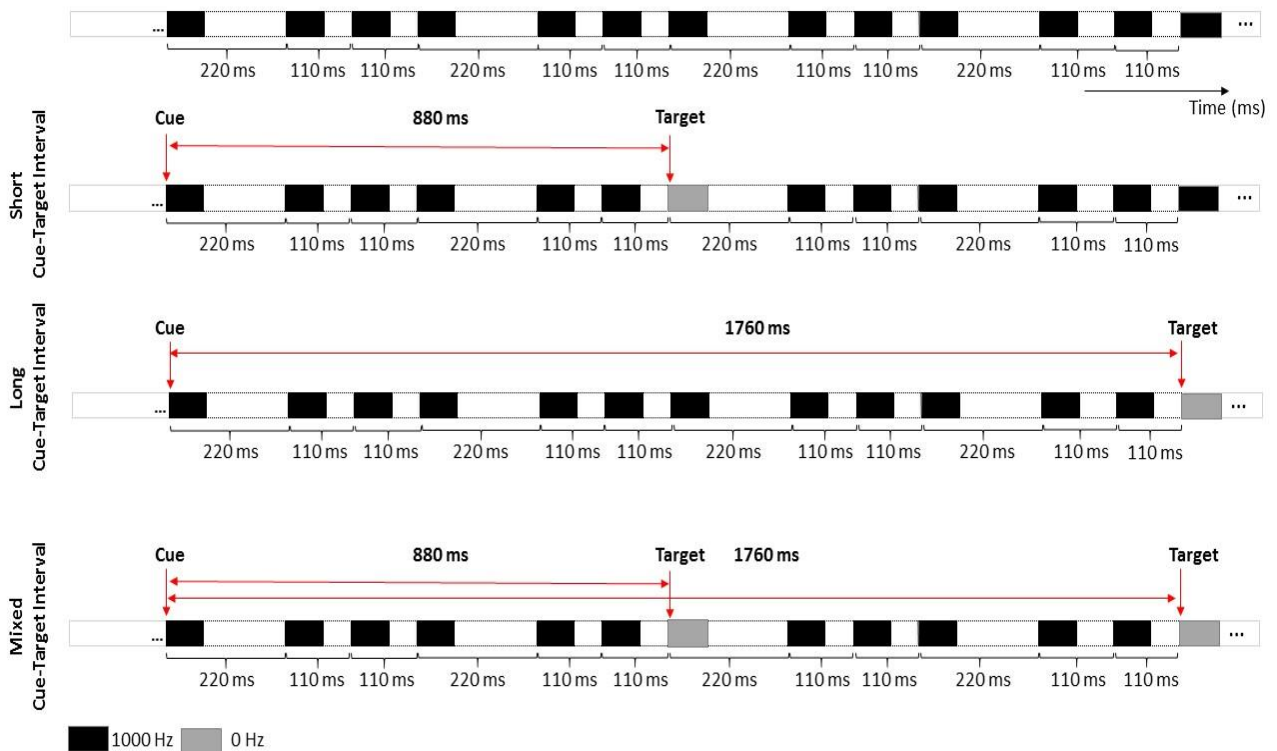 ... ...
220 ms 110 ms 110 ms 220 ms 110 ms 110 ms 220 ms 110 ms 110 ms 220 ms 110 ms 110 ms
Time (ms)
Short
Cue-Target Interval
Cue 880 ms Target
... ...
220 ms 110 ms 110 ms 220 ms 110 ms 110 ms 220 ms 110 ms 110 ms 220 ms 110 ms 110 ms
Long
Cue-Target Interval
Cue 1760 ms Target
... ...
220 ms 110 ms 110 ms 220 ms 110 ms 110 ms 220 ms 110 ms 110 ms 220 ms 110 ms 110 ms
Mixed
Cue-Target Interval
Cue 880 ms Target 1760 ms Target
... ...
220 ms 110 ms 110 ms 220 ms 110 ms 110 ms 220 ms 110 ms 110 ms 220 ms 110 ms 110 ms
1000 Hz 0 Hz